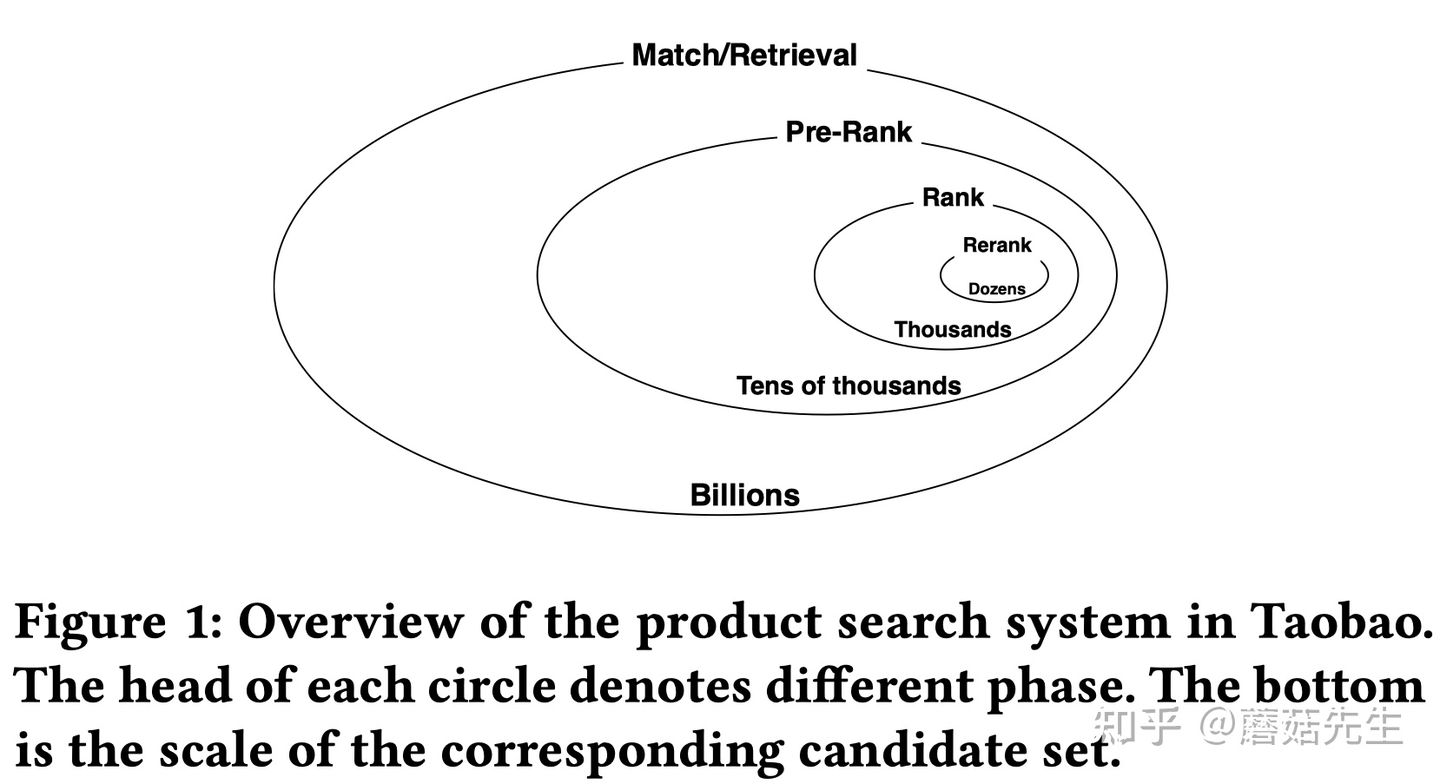 Match/Retrieval
Pre-Rank
Rank
Rerank
Dozens
Thousands
Tens of thousands
Billions
Figure 1: Overview of the product search system in Taobao.
The head of each circle denotes different phase. The bottom
is the scale of the corresponding candidate set.
知乎 @蘑菇先生